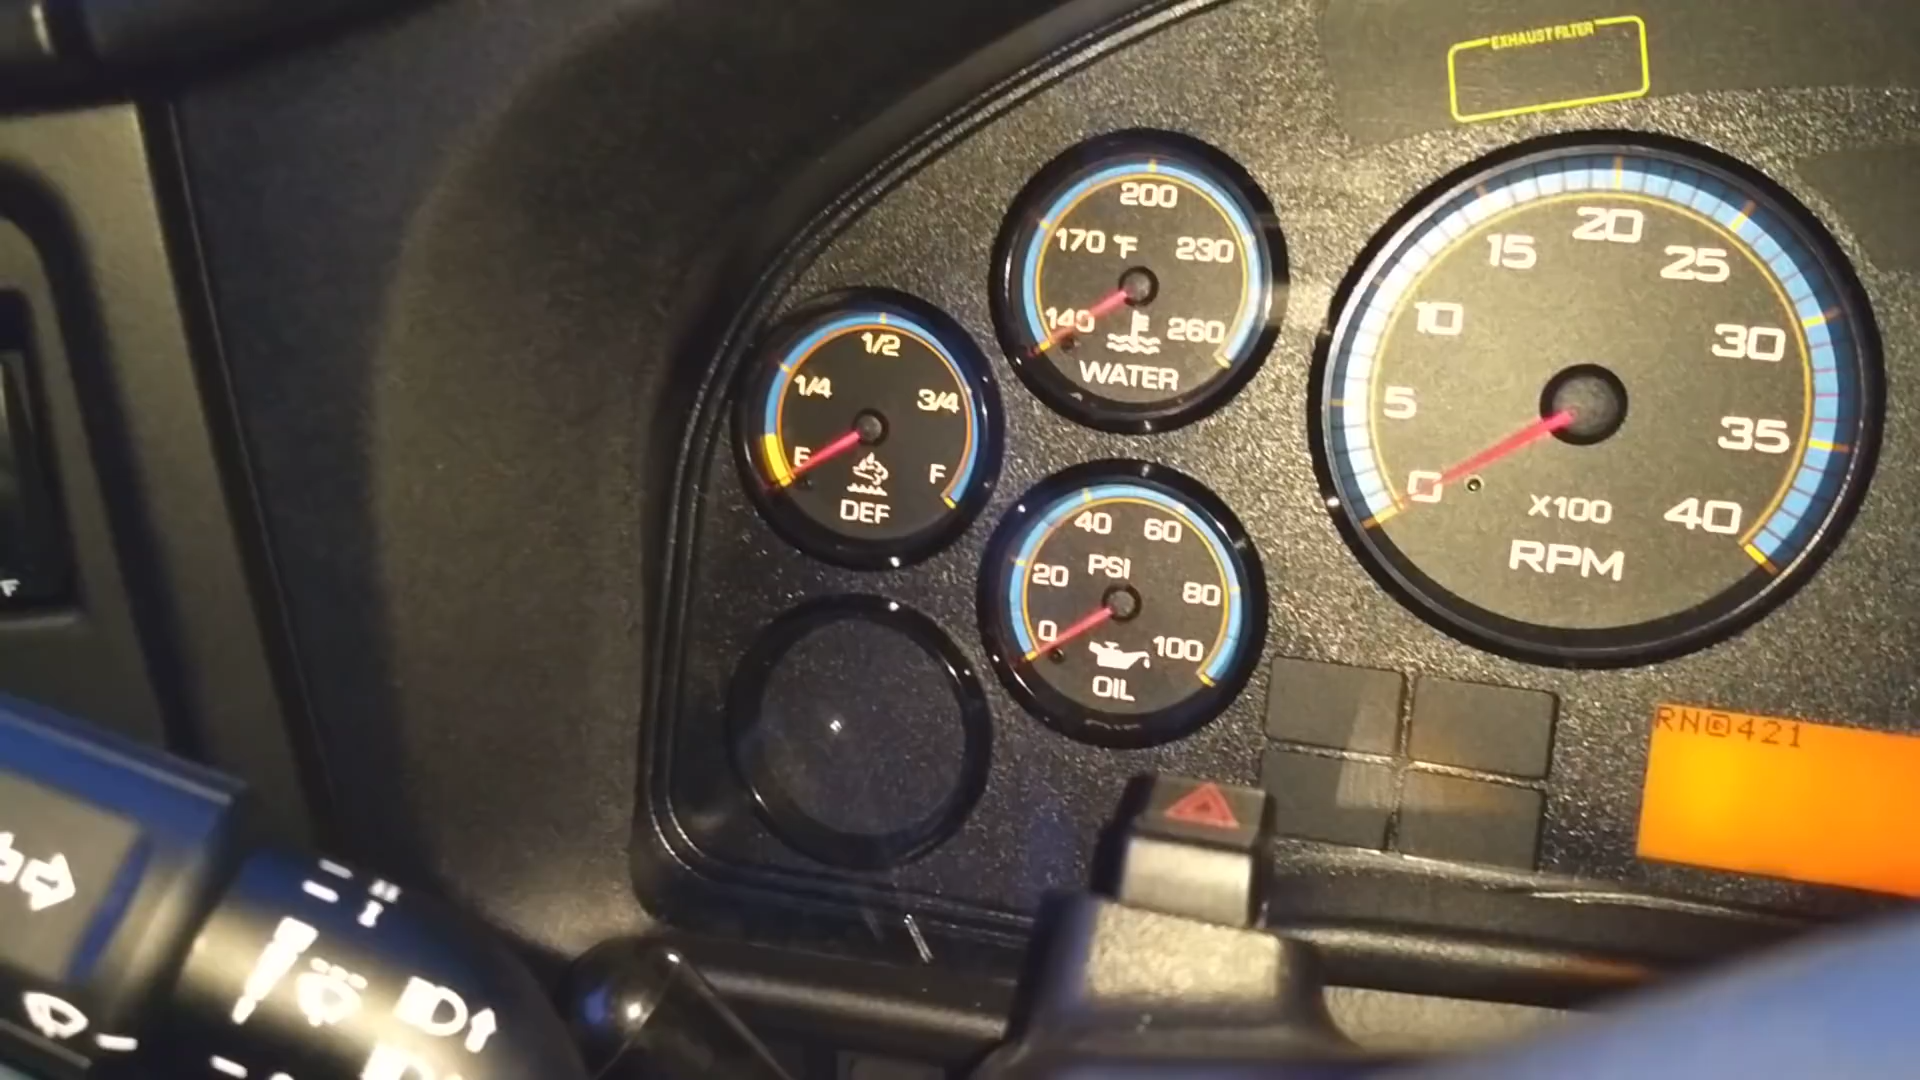 EXHAUST FILTER
200
170 °F 230
140 260
WATER
1/2
1/4 3/4
E F
DEF
40 60
PSI
20 80
0 100
OIL
20
15 25
10 30
5 35
0 40
X100
RPM
F